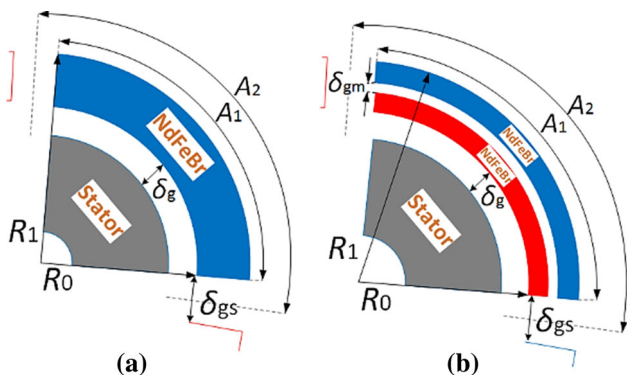 A2
A1
NdFeBr
δg
Stator
R1
R0
δgs
(a)
δgm
A2
A1
NdFeBr
NdFeBr
δg
Stator
R1
R0
δgs
(b)